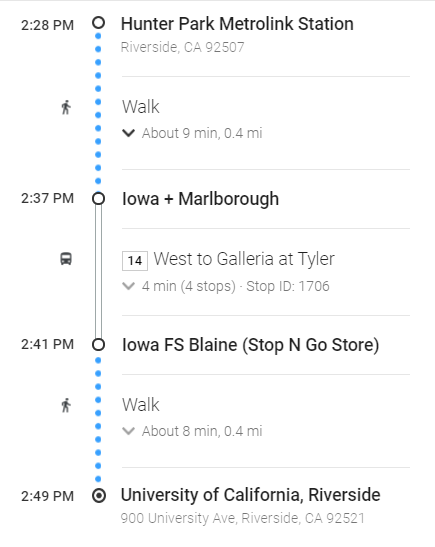 2:28 PM Hunter Park Metrolink Station
Riverside, CA 92507
Walk
About 9 min, 0.4 mi
2:37 PM Iowa + Marlborough
14 West to Galleria at Tyler
4 min (4 stops) · Stop ID: 1706
2:41 PM Iowa FS Blaine (Stop N Go Store)
Walk
About 8 min, 0.4 mi
2:49 PM University of California, Riverside
900 University Ave, Riverside, CA 92521